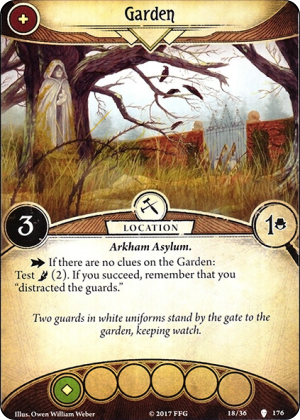 Garden
3
LOCATION
1
Arkham Asylum.
If there are no clues on the Garden:
Test (2). If you succeed, remember that you
"distracted the guards."
Two guards in white uniforms stand by the gate to the
garden, keeping watch.
Illus. Owen William Weber
© 2017 FFG
18/36
176